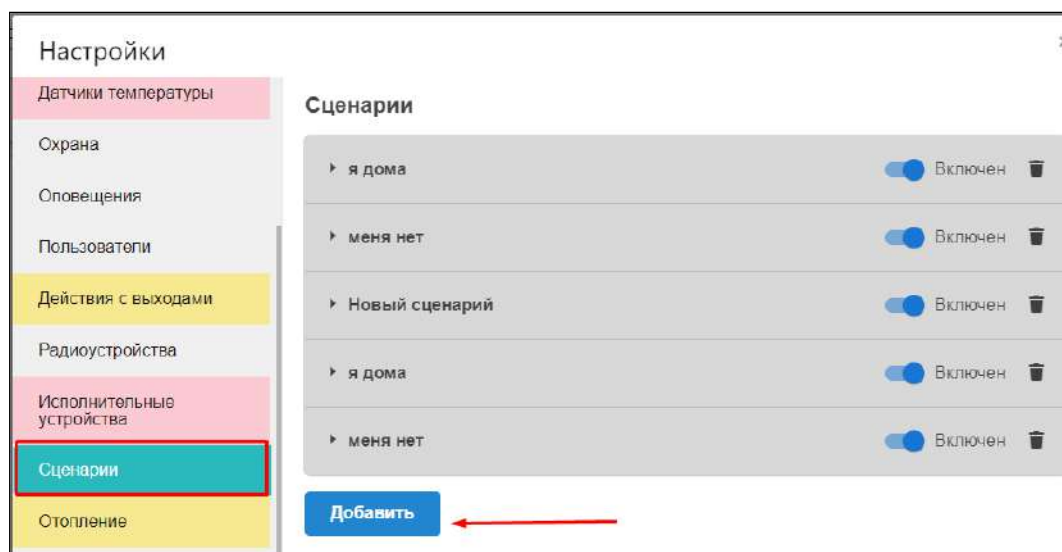 Настройки
Датчики температуры
Охрана
Оповещения
Пользователи
Действия с выходами
Радиоустройства
Исполнительные
устройства
Сценарии
Отопление
Сценарии
я дома
Включен
меня нет
Включен
Новый сценарий
Включен
я дома
Включен
меня нет
Включен
Добавить